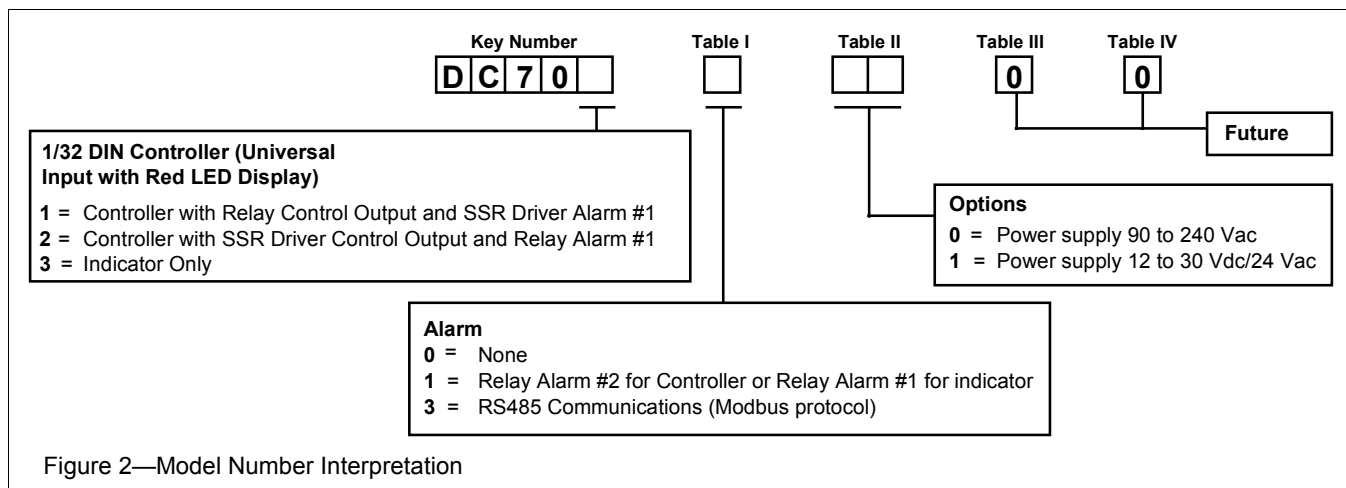 Key Number Table I Table II Table III Table IV
D C 7 0 0 0
1/32 DIN Controller (Universal
Input with Red LED Display)
1 = Controller with Relay Control Output and SSR Driver Alarm #1
2 = Controller with SSR Driver Control Output and Relay Alarm #1
3 = Indicator Only
Future
Options
0 = Power supply 90 to 240 Vac
1 = Power supply 12 to 30 Vdc/24 Vac
Alarm
0 = None
1 = Relay Alarm #2 for Controller or Relay Alarm #1 for indicator
3 = RS485 Communications (Modbus protocol)
Figure 2—Model Number Interpretation